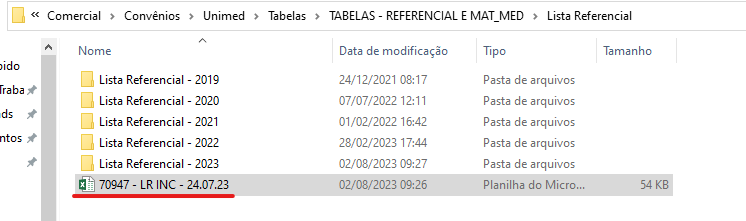 « Comercial > Convênios > Unimed > Tabelas > TABELAS - REFERENCIAL E MAT_MED > Lista Referencial
Nome Data de modificação Tipo Tamanho
pido
Traba
ds
entos
Lista Referencial - 2019 24/12/2021 08:17 Pasta de arquivos
Lista Referencial - 2020 07/07/2022 12:11 Pasta de arquivos
Lista Referencial - 2021 01/02/2022 16:42 Pasta de arquivos
Lista Referencial - 2022 28/02/2023 17:44 Pasta de arquivos
Lista Referencial - 2023 02/08/2023 09:27 Pasta de arquivos
70947 - LR INC - 24.07.23 02/08/2023 09:26 Planilha do Micro... 54 KB